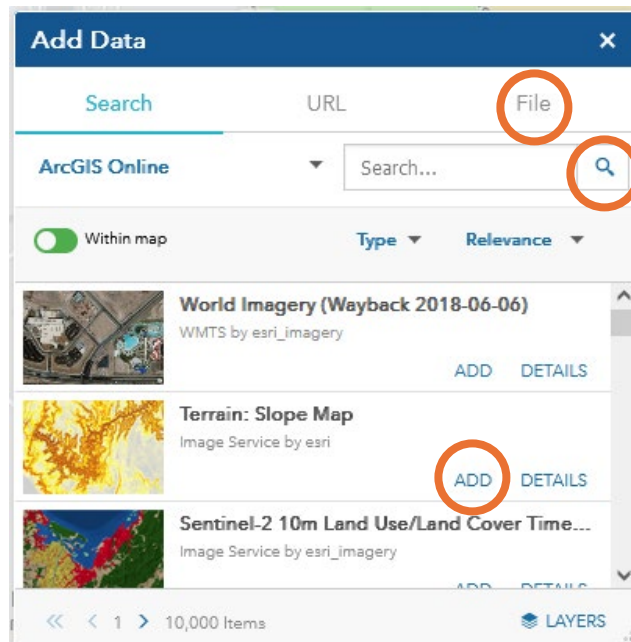 Add Data ×
Search URL File
ArcGIS Online Search...
Within map Type Relevance
World Imagery (Wayback 2018-06-06)
WMTS by esri_imagery
ADD DETAILS
Terrain: Slope Map
Image Service by esri
ADD DETAILS
Sentinel-2 10m Land Use/Land Cover Time...
Image Service by esri_imagery
ADD DETAILS
1 10,000 Items LAYERS